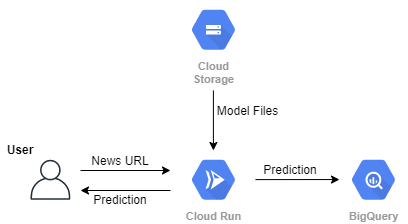 Cloud
Storage
Model Files
User
News URL
Prediction
Prediction
Cloud Run
BigQuery